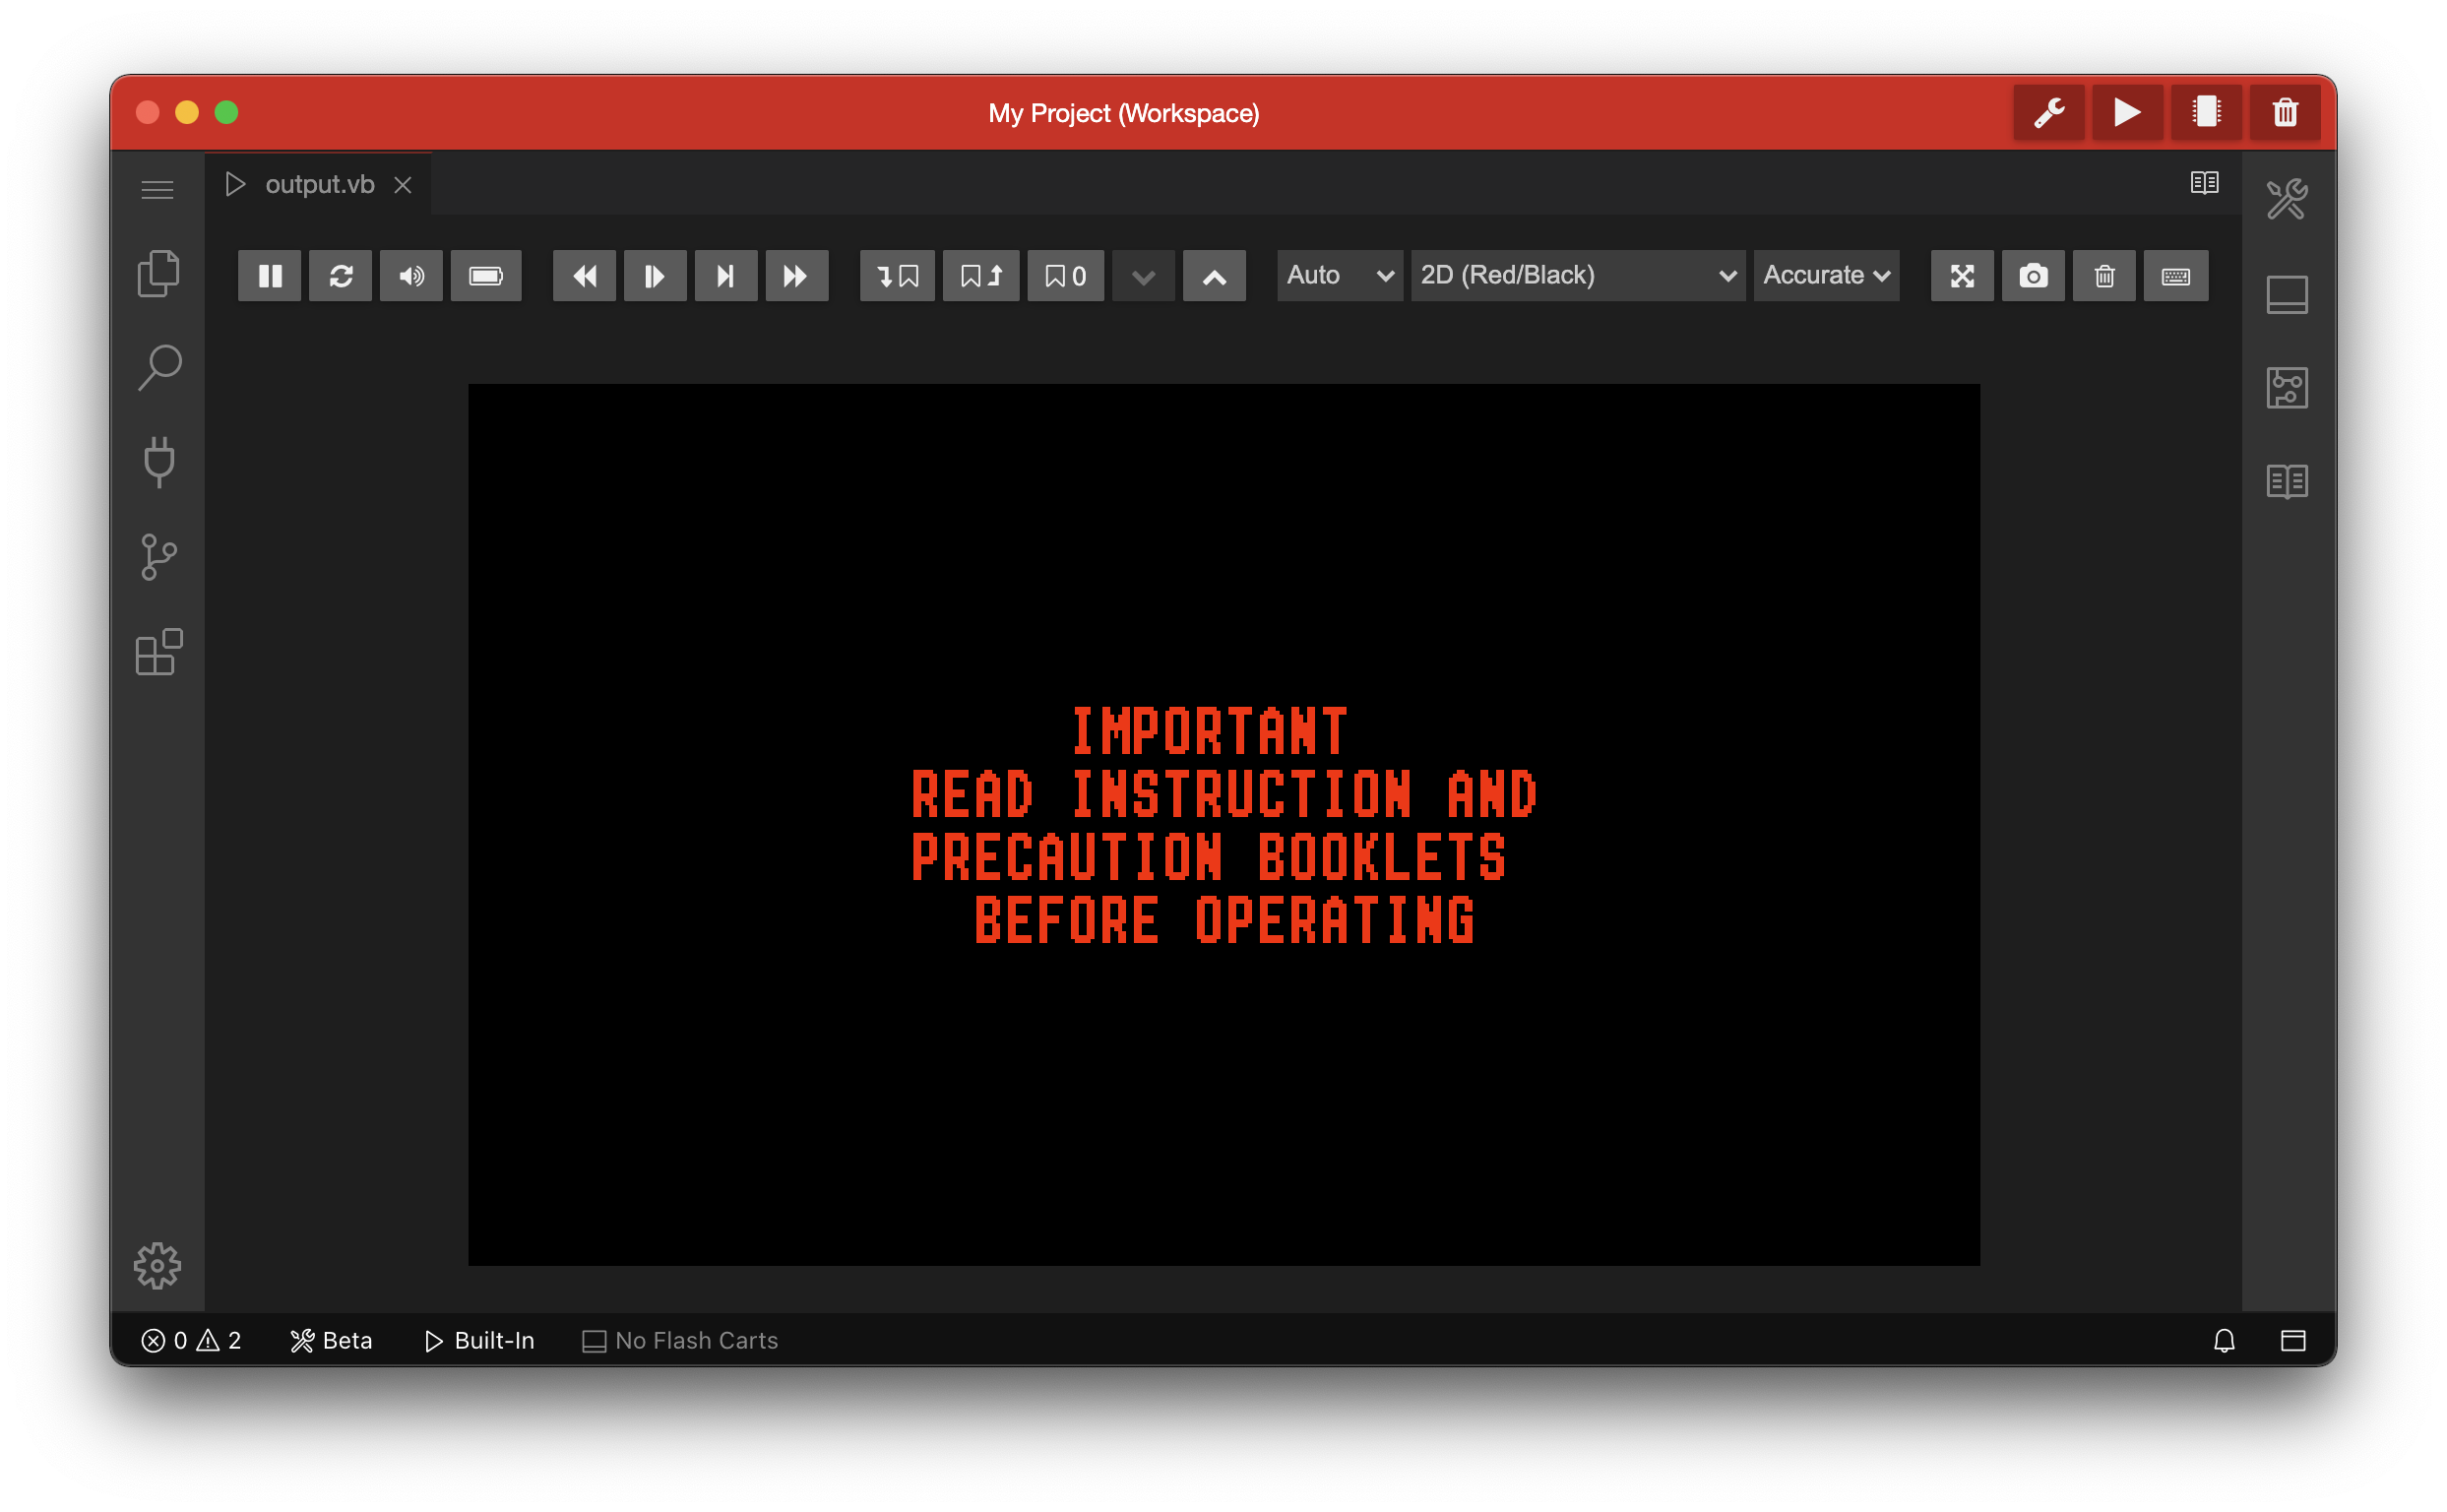 My Project (Workspace)
output.vb
0
Auto
2D (Red/Black)
Accurate
IMPORTANT
READ INSTRUCTION AND
PRECAUTION BOOKLETS
BEFORE OPERATING
0 2 Beta Built-In No Flash Carts